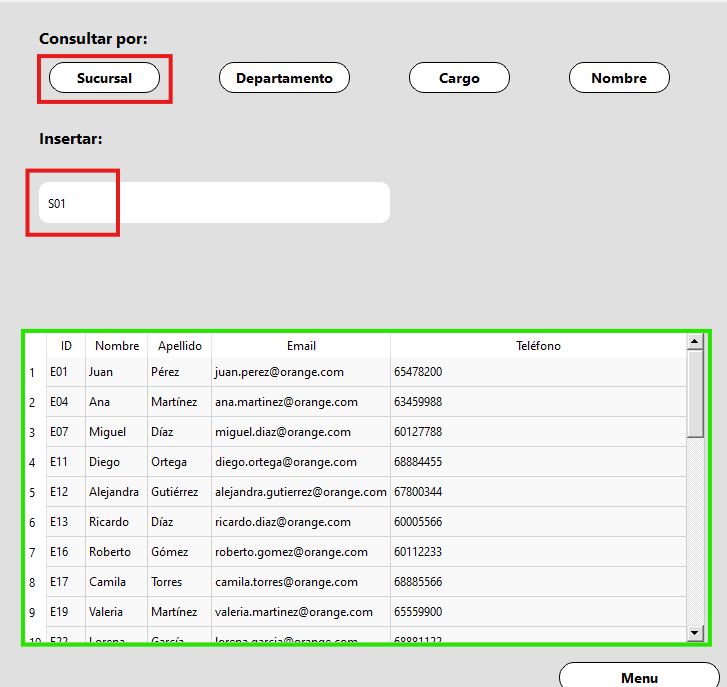 Consultar por:
Sucursal Departamento Cargo Nombre
Insertar:
S01
ID Nombre Apellido Email Teléfono
1 E01 Juan Pérez juan.perez@orange.com 65478200
2 E04 Ana Martínez ana.martinez@orange.com 63459988
3 E07 Miguel Díaz miguel.diaz@orange.com 60127788
4 E11 Diego Ortega diego.ortega@orange.com 68884455
5 E12 Alejandra Gutiérrez alejandra.gutierrez@orange.com 67800344
6 E13 Ricardo Díaz ricardo.diaz@orange.com 60005566
7 E16 Roberto Gómez roberto.gomez@orange.com 60112233
8 E17 Camila Torres camila.torres@orange.com 68885566
9 E19 Valeria Martínez valeria.martinez@orange.com 65559900
10 E22 Lorena García lorena.garcia@orange.com 68881122
Menu